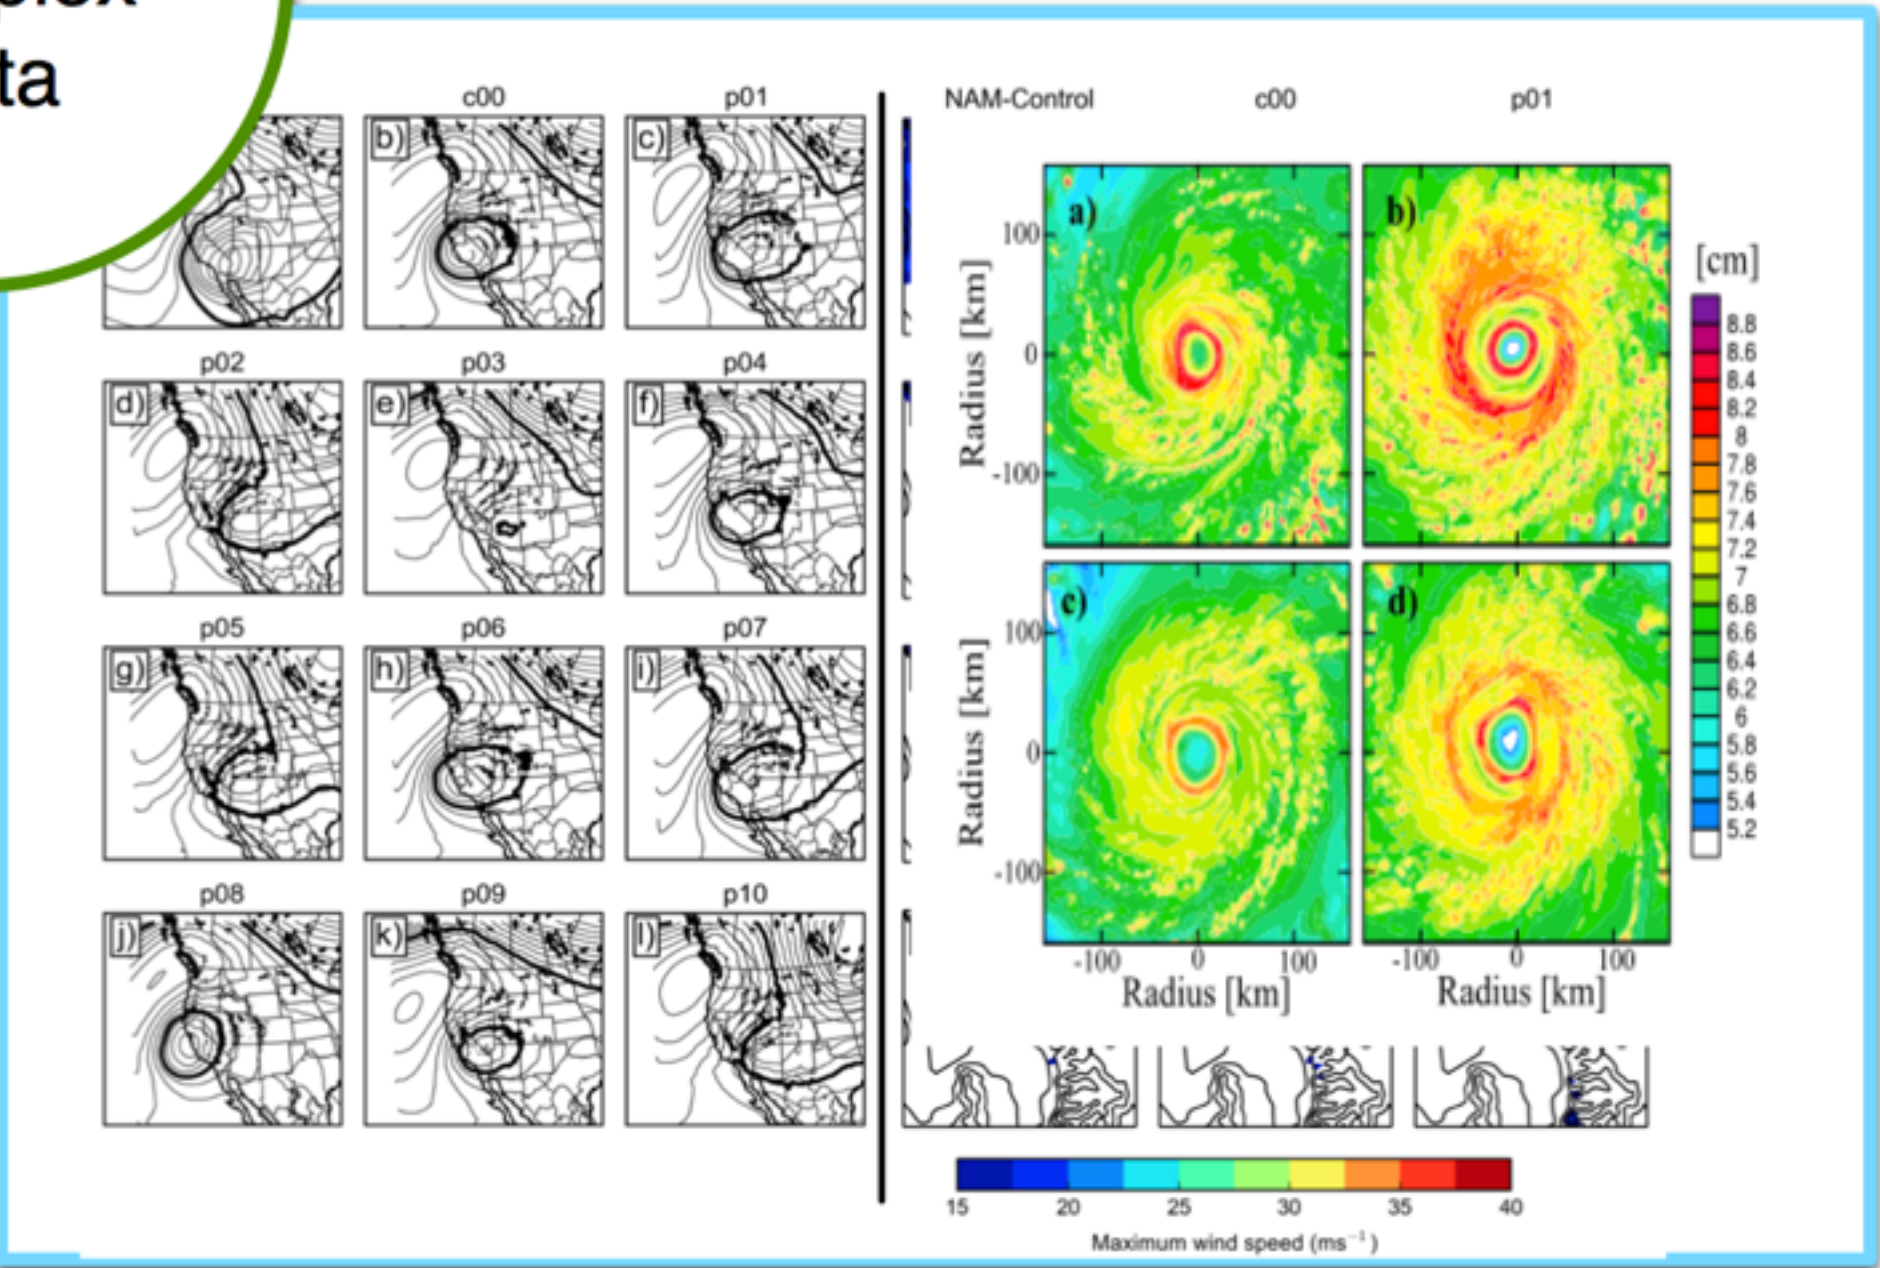 ta
c00
p01
b)
c)
p02
p03
p04
d)
e)
f)
p05
p06
p07
g)
h)
i)
p08
p09
p10
j)
k)
l)
NAM-Control
c00
p01
a)
b)
c)
d)
100
0
-100
Radius [km]
100
0
-100
Radius [km]
-100
0
100
Radius [km]
-100
0
100
Radius [km]
[cm]
8.8
8.6
8.4
8.2
8
7.8
7.6
7.4
7.2
7
6.8
6.6
6.4
6.2
6
5.8
5.6
5.4
5.2
15
20
25
30
35
40
Maximum wind speed (ms⁻¹)